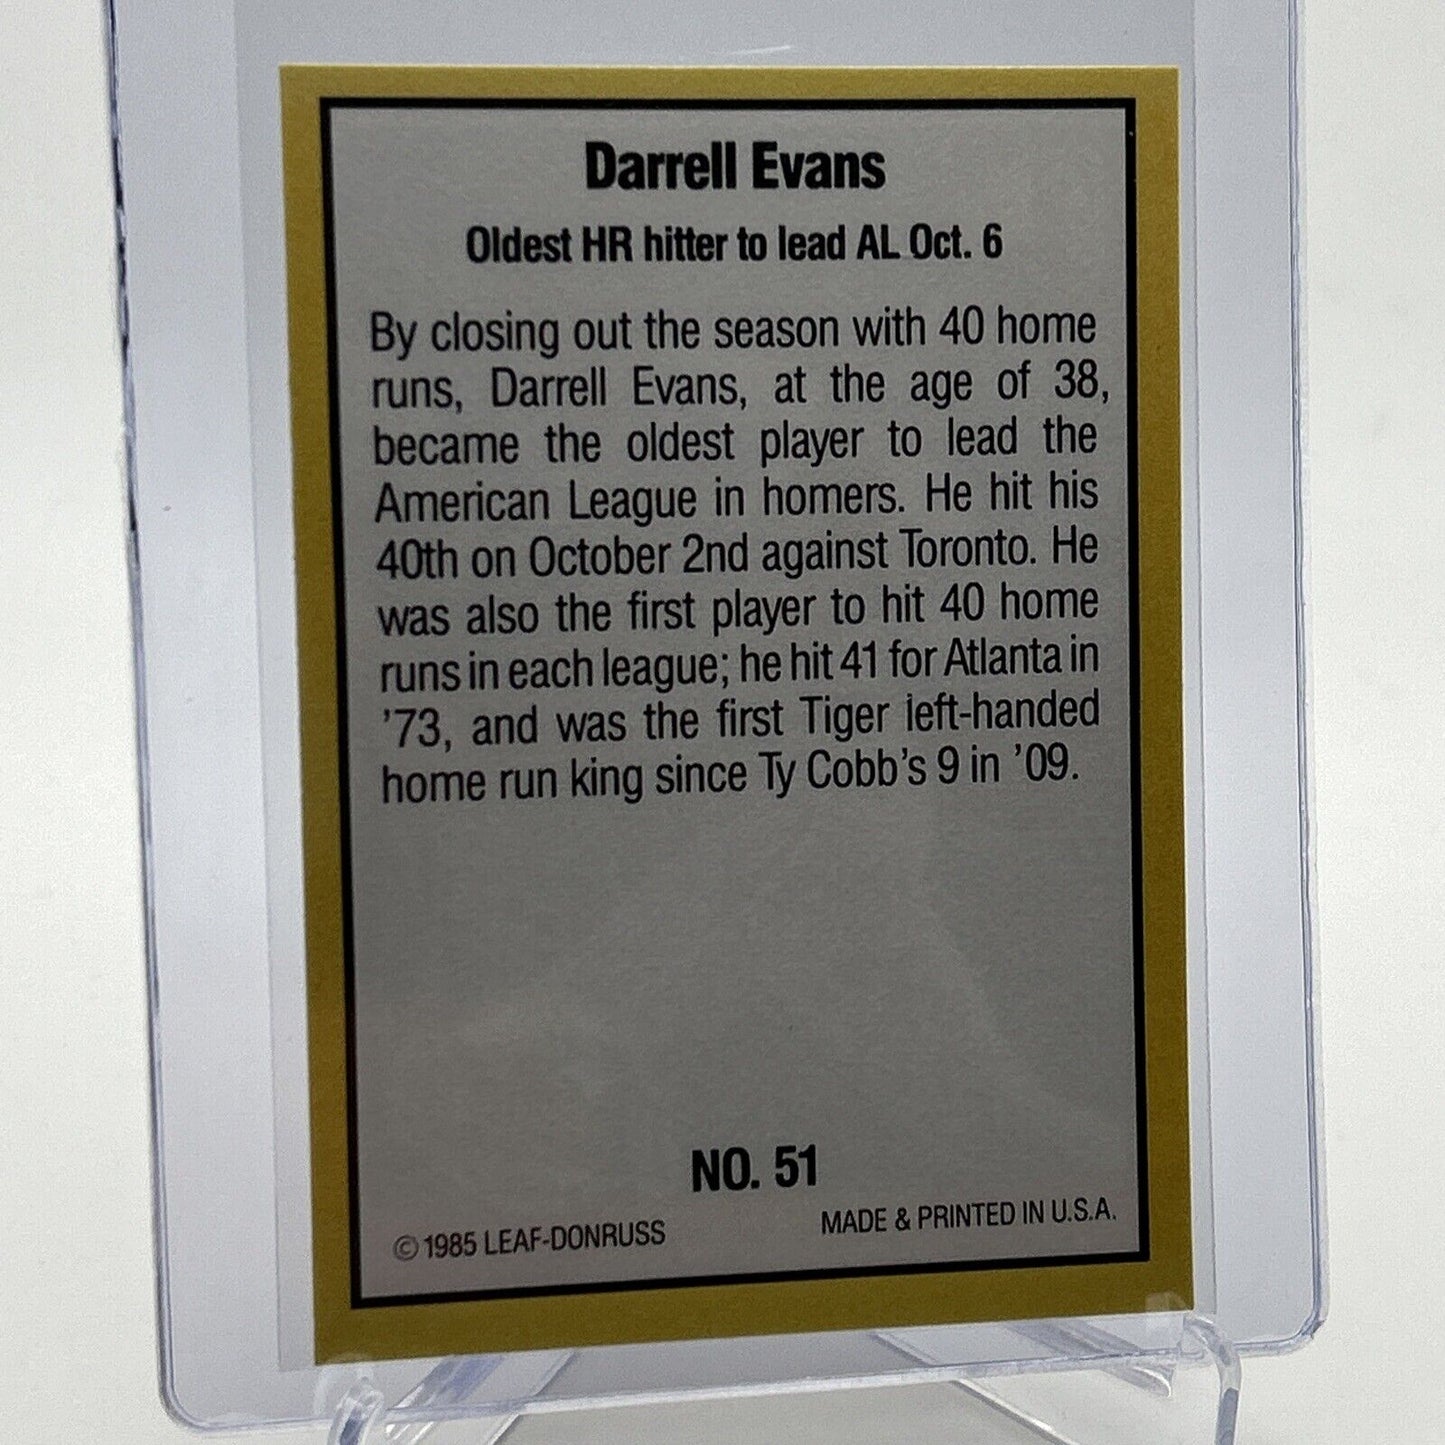 Darrell Evans
Oldest HR hitter to lead AL Oct. 6
By closing out the season with 40 home
runs, Darrell Evans, at the age of 38,
became the oldest player to lead the
American League in homers. He hit his
40th on October 2nd against Toronto. He
was also the first player to hit 40 home
runs in each league; he hit 41 for Atlanta in
’73, and was the first Tiger left-handed
home run king since Ty Cobb’s 9 in ’09.
NO. 51
© 1985 LEAF-DONRUSS
MADE & PRINTED IN U.S.A.